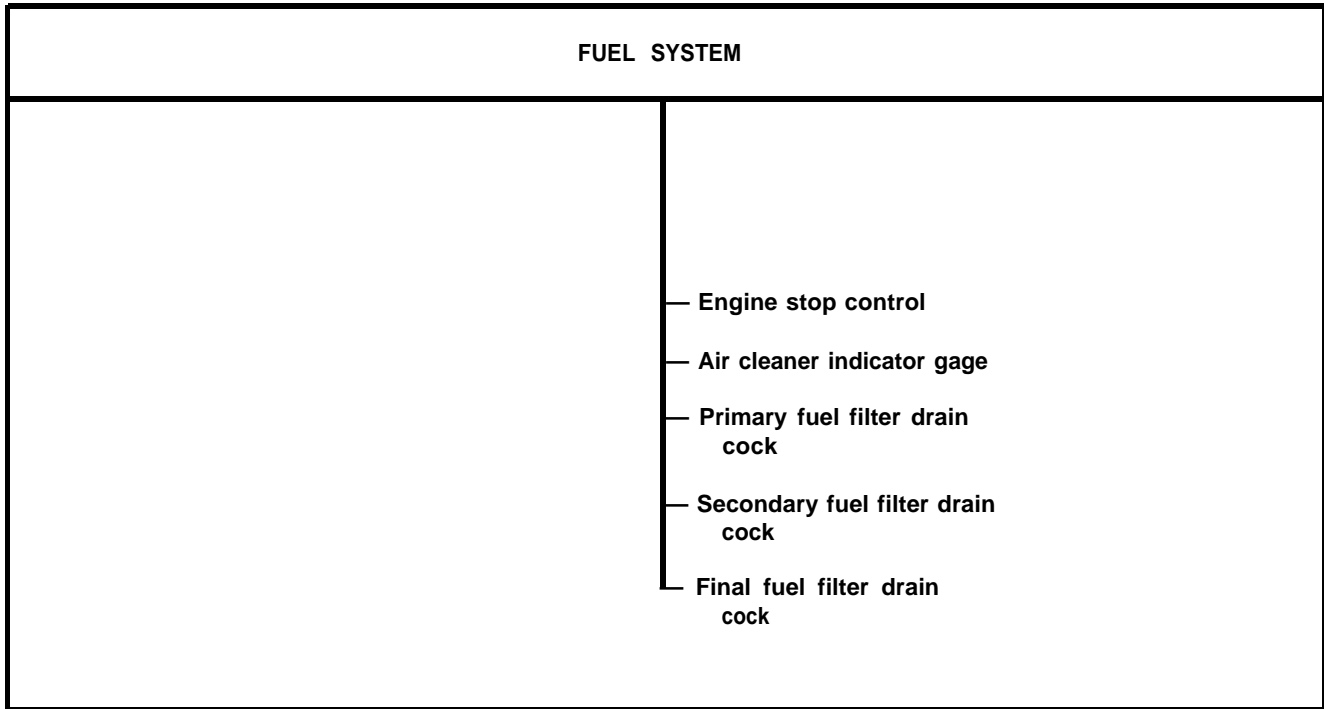 FUEL SYSTEM
Engine stop control
Air cleaner indicator gage
Primary fuel filter drain
cock
Secondary fuel filter drain
cock
Final fuel filter drain
cock